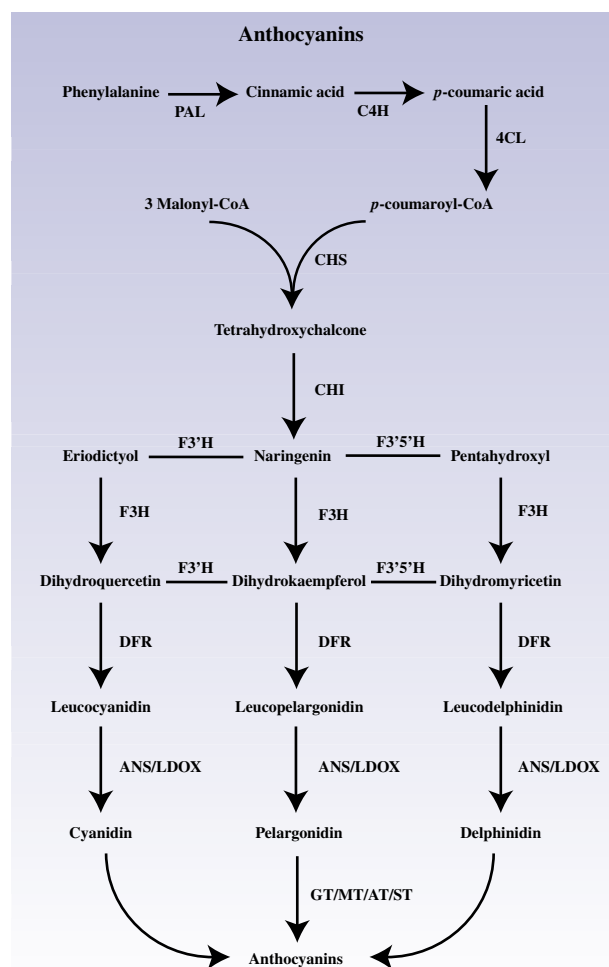 Anthocyanins
Phenylalanine
PAL
Cinnamic acid
C4H
p-coumaric acid
4CL
3 Malonyl-CoA
p-coumaroyl-CoA
CHS
Tetrahydroxychalcone
CHI
Eriodictyol
F3’H
Naringenin
F3’5’H
Pentahydroxyl
F3H
F3H
F3H
Dihydroquercetin
F3’H
Dihydrokaempferol
F3’5’H
Dihydromyricetin
DFR
DFR
DFR
Leucocyanidin
Leucopelargonidin
Leucodelphinidin
ANS/LDOX
ANS/LDOX
ANS/LDOX
Cyanidin
Pelargonidin
Delphinidin
GT/MT/AT/ST
Anthocyanins